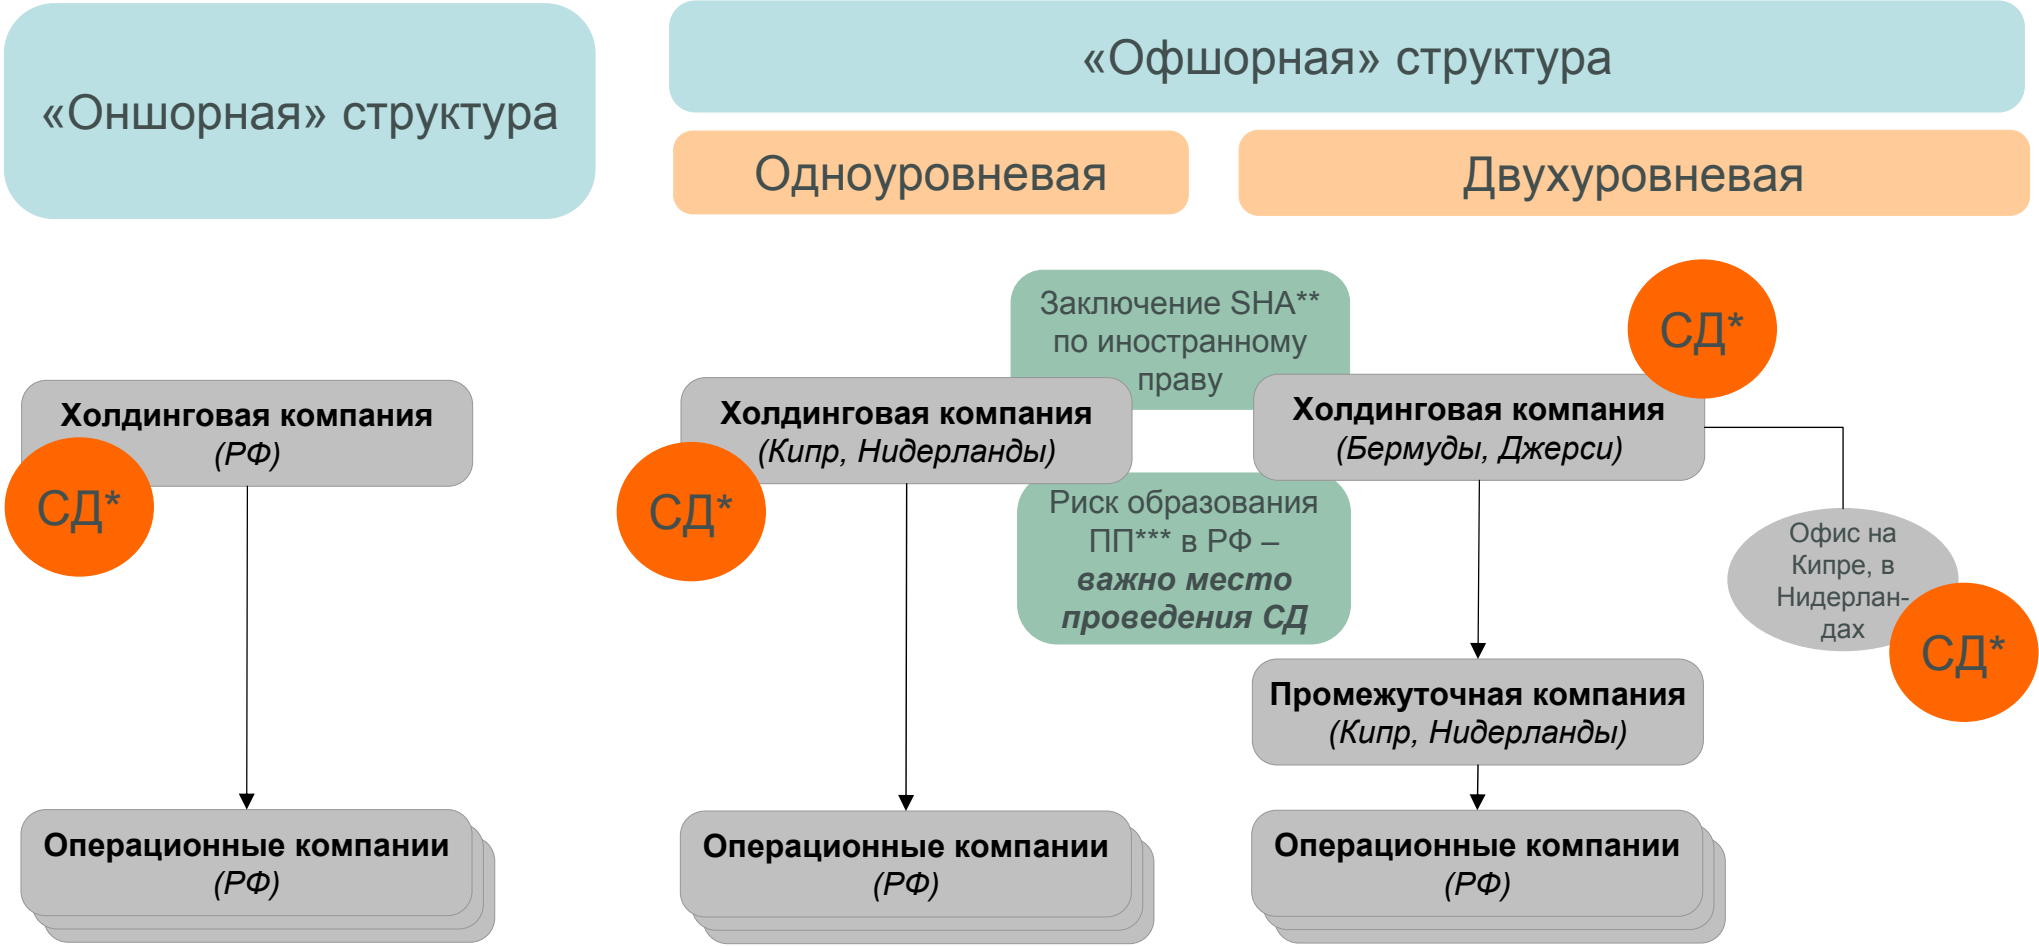 «Оншорная» структура
«Офшорная» структура
Одноуровневая
Двухуровневая
Холдинговая компания
(РФ)
СД*
Операционные компании
(РФ)
Холдинговая компания
(Кипр, Нидерланды)
СД*
Операционные компании
(РФ)
Заключение SHA**
по иностранному
праву
Риск образования
ПП*** в РФ –
важно место
проведения СД
СД*
Холдинговая компания
(Бермуды, Джерси)
Офис на
Кипре, в
Нидерлан-
дах
СД*
Промежуточная компания
(Кипр, Нидерланды)
Операционные компании
(РФ)